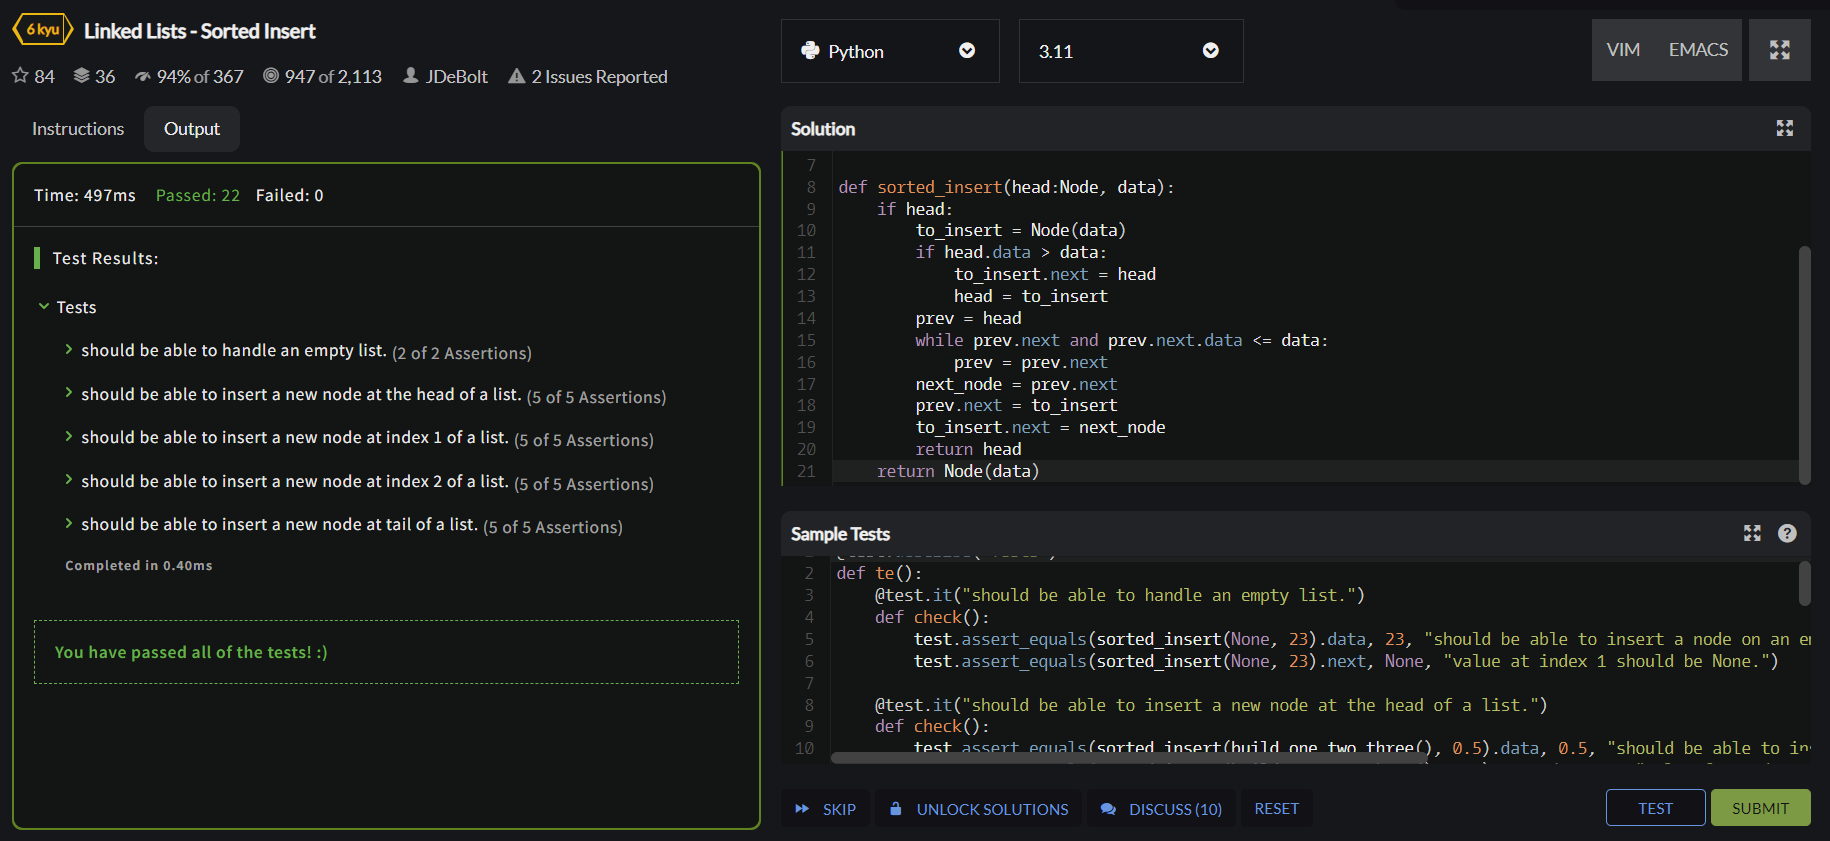 6 kyu Linked Lists - Sorted Insert
84 36 94% of 367 947 of 2,113 JDeBolt 2 Issues Reported
Instructions Output
Time: 497ms Passed: 22 Failed: 0
Test Results:
Tests
should be able to handle an empty list. (2 of 2 Assertions)
should be able to insert a new node at the head of a list. (5 of 5 Assertions)
should be able to insert a new node at index 1 of a list. (5 of 5 Assertions)
should be able to insert a new node at index 2 of a list. (5 of 5 Assertions)
should be able to insert a new node at tail of a list. (5 of 5 Assertions)
Completed in 0.40ms
You have passed all of the tests! :)
Python 3.11 VIM EMACS
Solution
7
8 def sorted_insert(head:Node, data):
9     if head:
10         to_insert = Node(data)
11         if head.data > data:
12             to_insert.next = head
13             head = to_insert
14         prev = head
15         while prev.next and prev.next.data <= data:
16             prev = prev.next
17         next_node = prev.next
18         prev.next = to_insert
19         to_insert.next = next_node
20         return head
21     return Node(data)
Sample Tests
2 def te():
3     @test.it("should be able to handle an empty list.")
4     def check():
5         test.assert_equals(sorted_insert(None, 23).data, 23, "should be able to insert a node on an em
6         test.assert_equals(sorted_insert(None, 23).next, None, "value at index 1 should be None.")
7
8     @test.it("should be able to insert a new node at the head of a list.")
9     def check():
10         test.assert_equals(sorted_insert(build_one_two_three(), 0.5).data, 0.5, "should be able to in
SKIP UNLOCK SOLUTIONS DISCUSS (10) RESET TEST SUBMIT